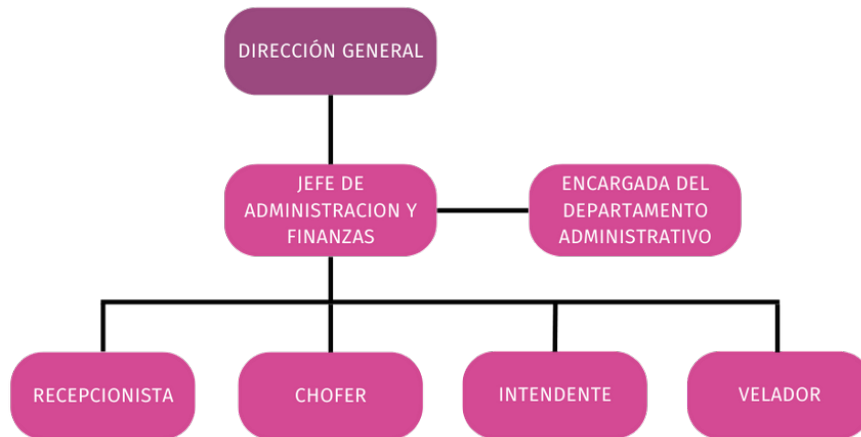 DIRECCIÓN GENERAL
JEFE DE
ADMINISTRACION Y
FINANZAS
ENCARGADA DEL
DEPARTAMENTO
ADMINISTRATIVO
RECEPCIONISTA
CHOFER
INTENDENTE
VELADOR